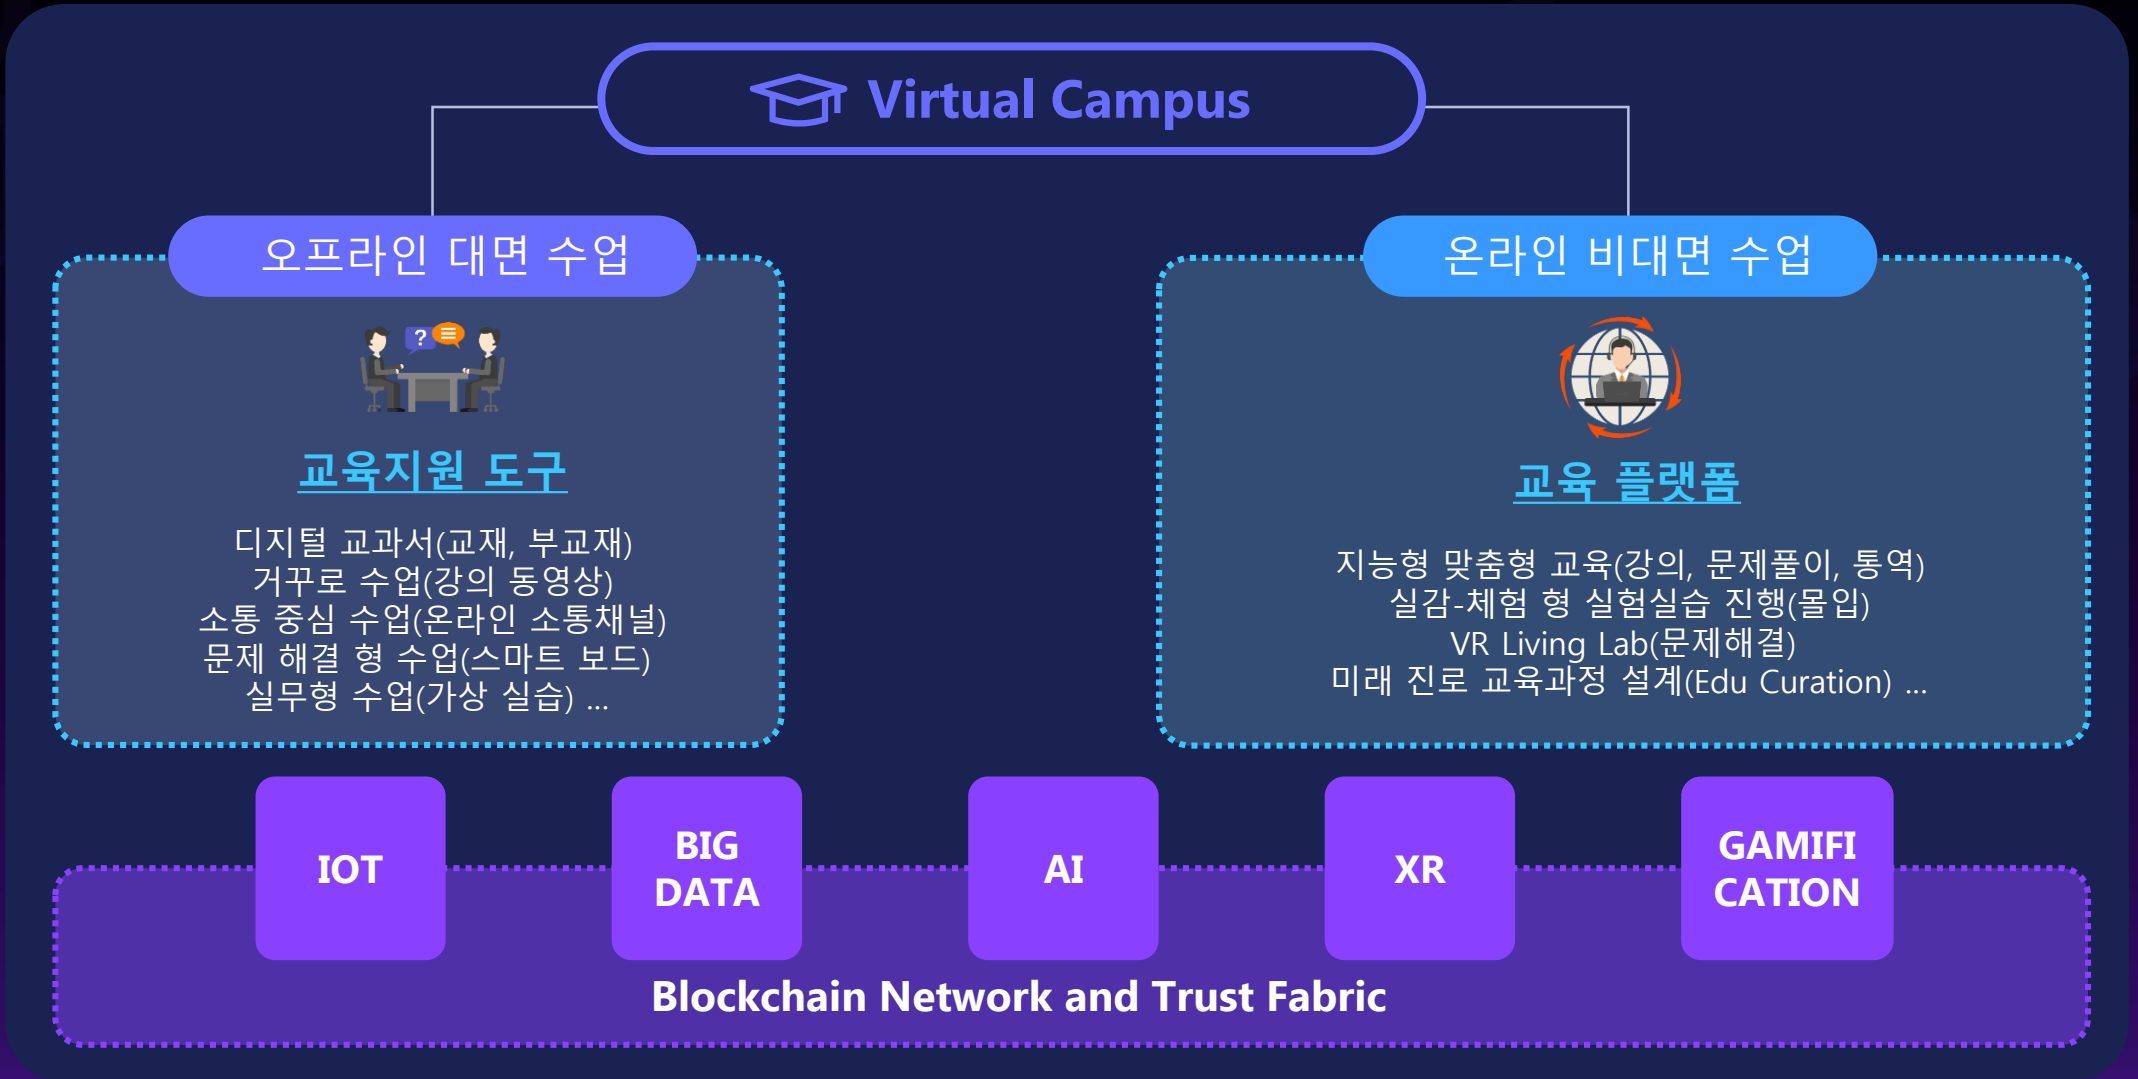 Virtual Campus
오프라인 대면 수업
?
교육지원 도구
디지털 교과서(교재, 부교재)
거꾸로 수업(강의 동영상)
소통 중심 수업(온라인 소통채널)
문제 해결 형 수업(스마트 보드)
실무형 수업(가상 실습) ...
온라인 비대면 수업
교육 플랫폼
지능형 맞춤형 교육(강의, 문제풀이, 통역)
실감-체험 형 실험실습 진행(몰입)
VR Living Lab(문제해결)
미래 진로 교육과정 설계(Edu Curation) ...
IOT
BIG
DATA
AI
XR
GAMIFI
CATION
Blockchain Network and Trust Fabric